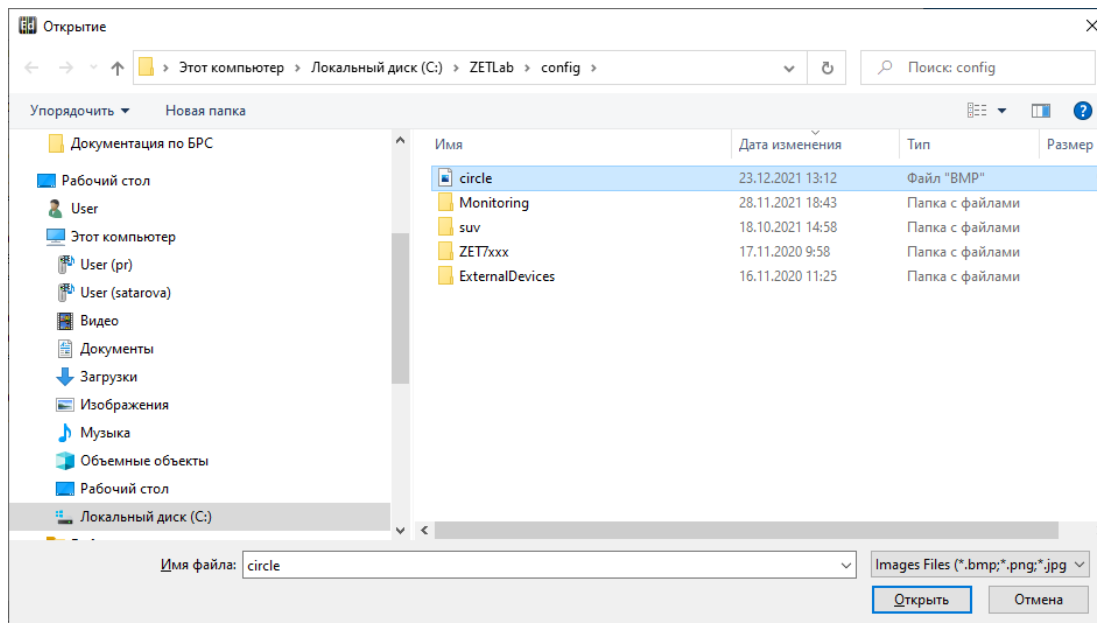 Открытие
Этот компьютер > Локальный диск (C:) > ZETLab > config >
Поиск: config
Упорядочить
Новая папка
Документация по БРС
Рабочий стол
User
Этот компьютер
User (pr)
User (satarova)
Видео
Документы
Загрузки
Изображения
Музыка
Объемные объекты
Рабочий стол
Локальный диск (C:)
Имя Дата изменения Тип Размер
circle 23.12.2021 13:12 Файл "BMP"
Monitoring 28.11.2021 18:43 Папка с файлами
suv 18.10.2021 14:58 Папка с файлами
ZET7xxx 17.11.2020 9:58 Папка с файлами
ExternalDevices 16.11.2020 11:25 Папка с файлами
Имя файла: circle
Images Files (*.bmp;*.png;*.jpg
Открыть
Отмена